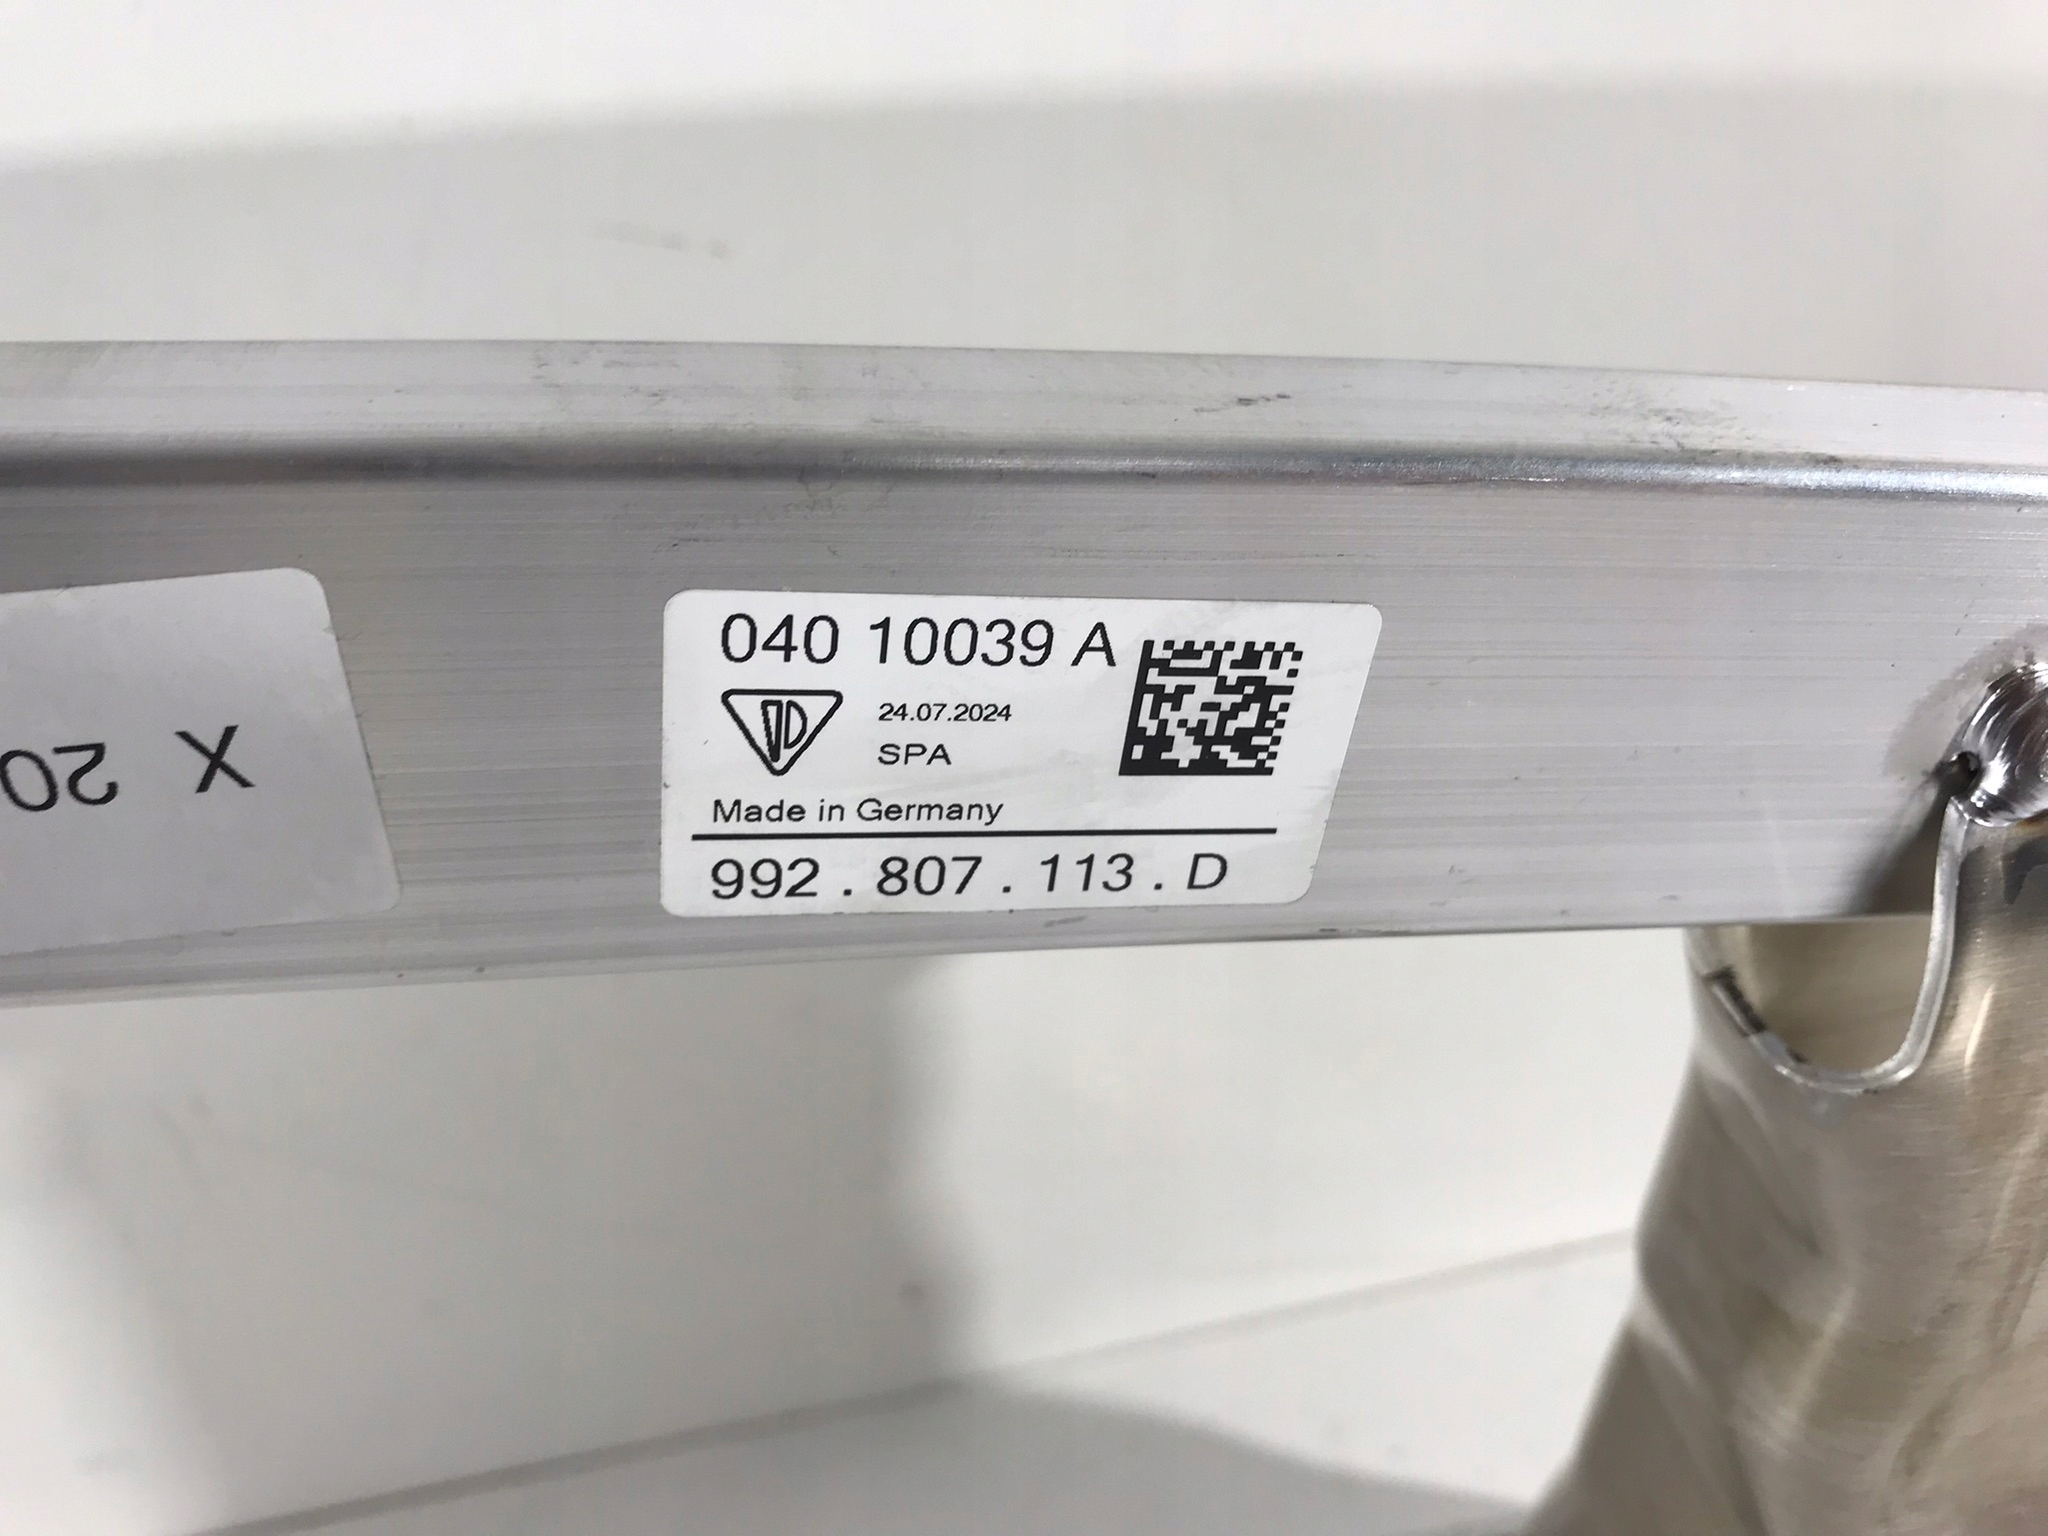 040 10039 A
24.07.2024
SPA
Made in Germany
992 . 807 . 113 . D
X 20